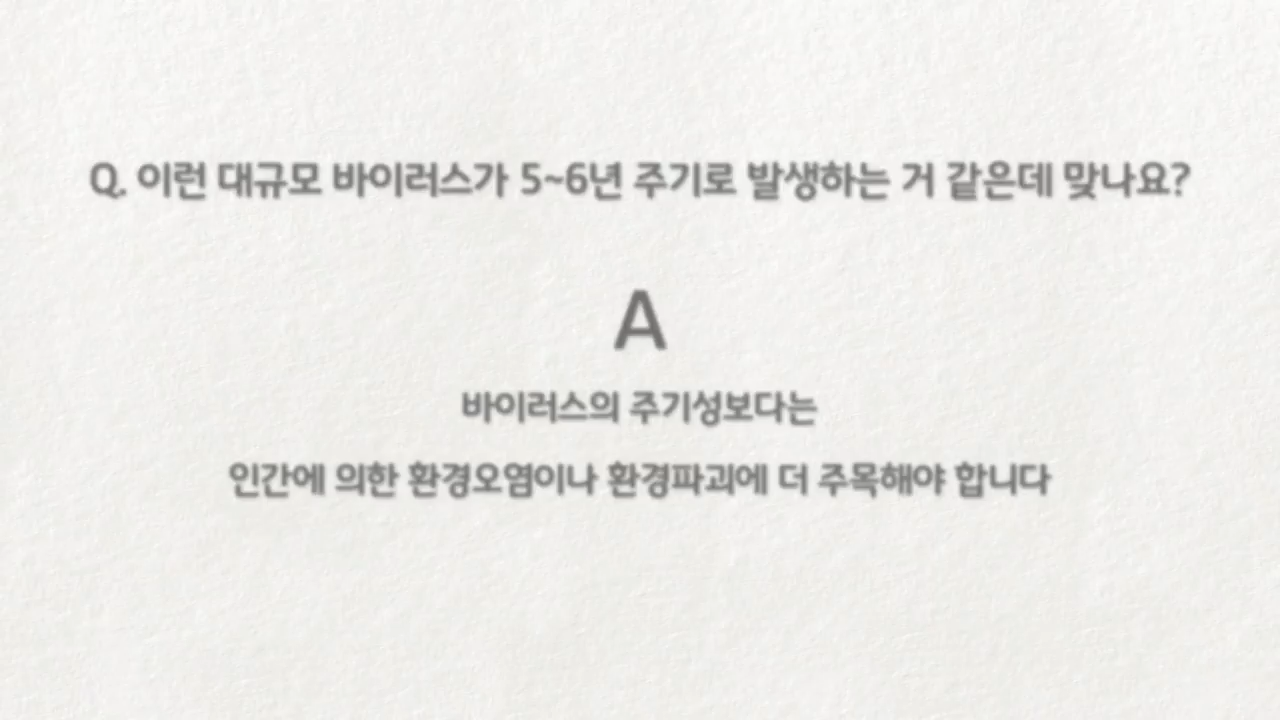 Q. 이런 대규모 바이러스가 5~6년 주기로 발생하는 거 같은데 맞나요?
A
바이러스의 주기성보다는
인간에 의한 환경오염이나 환경파괴에 더 주목해야 합니다